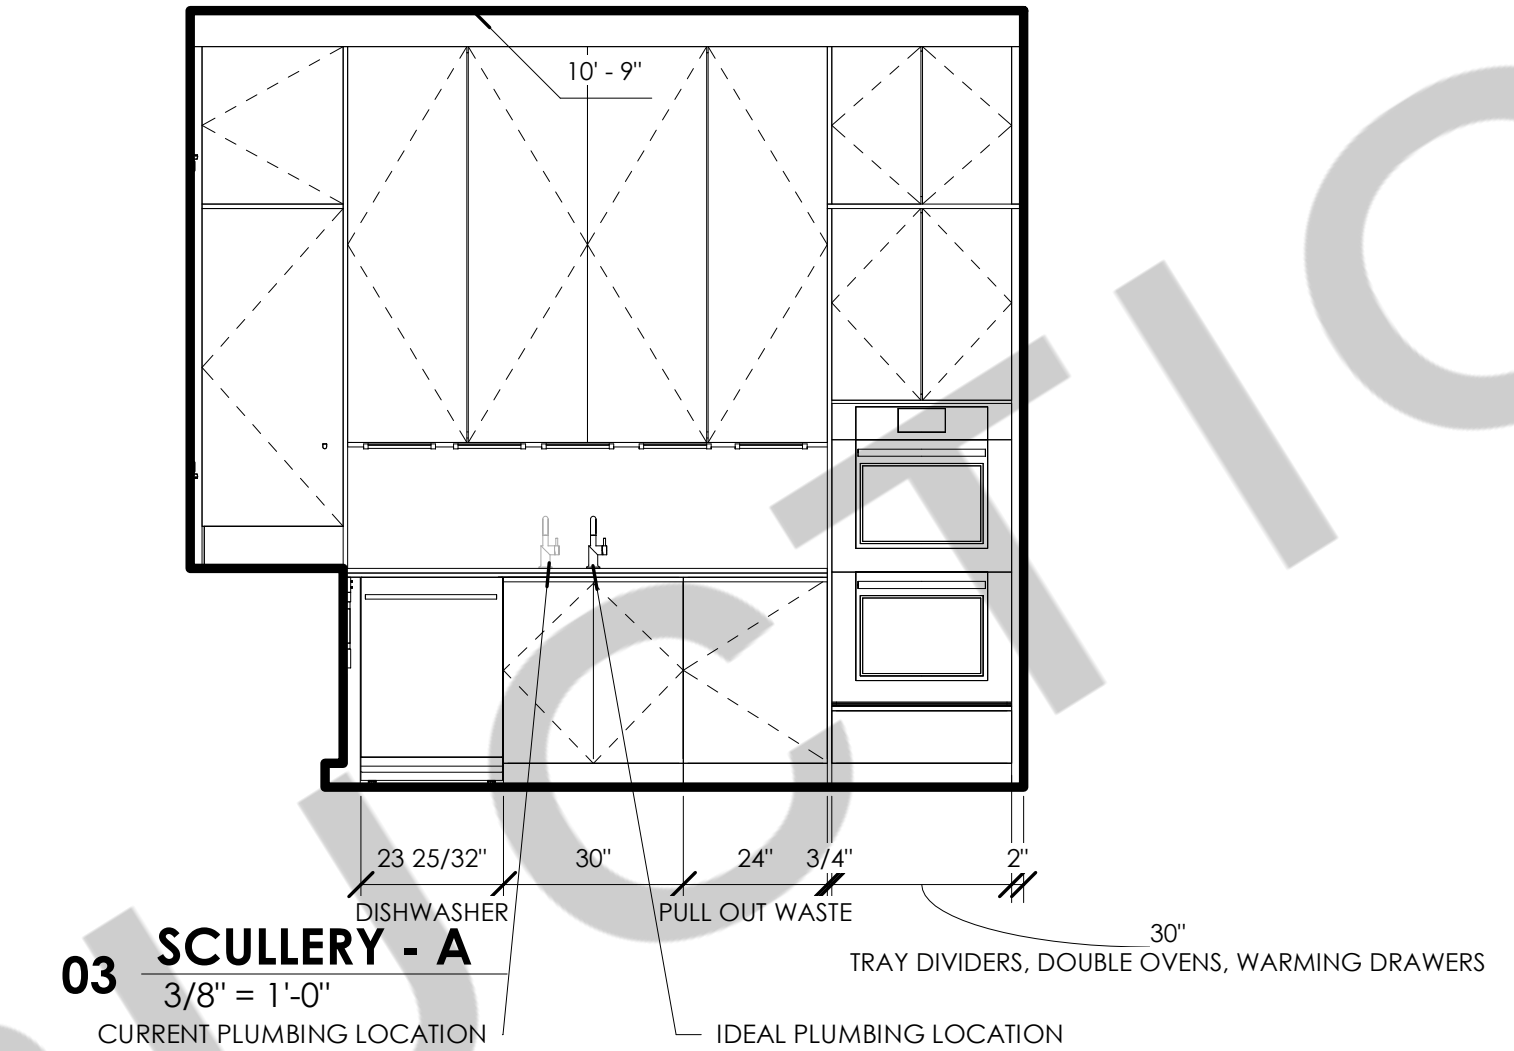 10' - 9"
23 25/32"
30"
24"
3/4"
2"
DISHWASHER
PULL OUT WASTE
30"
TRAY DIVIDERS, DOUBLE OVENS, WARMING DRAWERS
03
SCULLERY - A
3/8" = 1'-0"
CURRENT PLUMBING LOCATION
IDEAL PLUMBING LOCATION
UCTIO